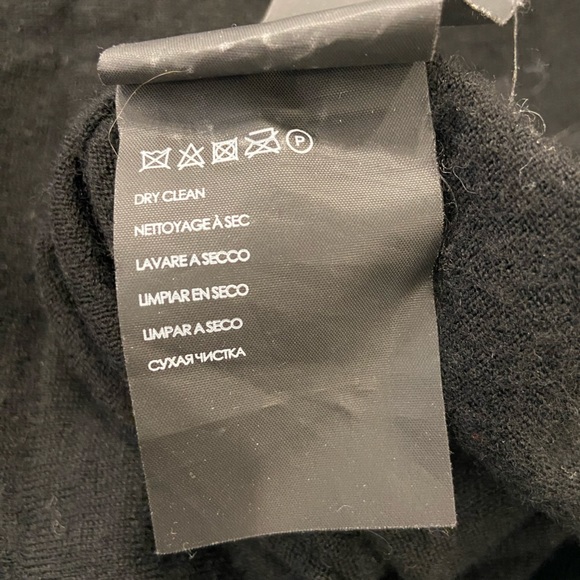 P
DRY CLEAN
NETTOYAGE À SEC
LAVARE A SECCO
LIMPIAR EN SECO
LIMPAR A SECO
СУХАЯ ЧИСТКА